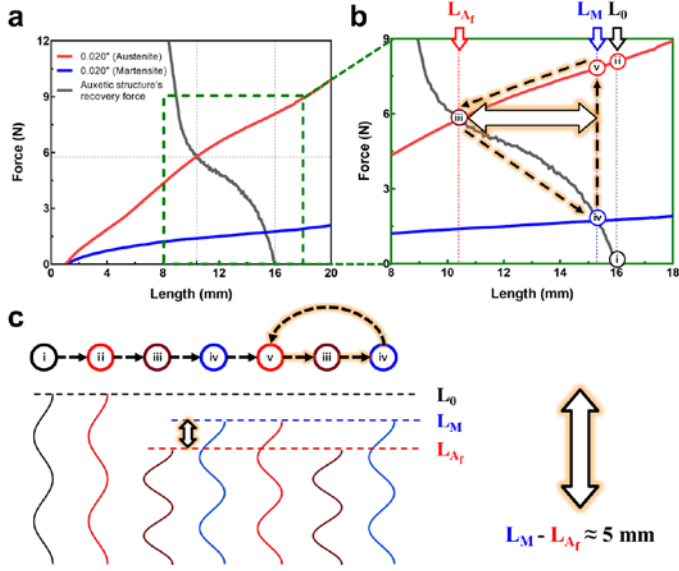 a
12
9
6
3
0
Force (N)
0.020" (Austenite)
0.020" (Martensite)
Auxetic structure's
recovery force
0 4 8 12 16 20
Length (mm)
b
L_Af L_M L_0
9
6
3
0
Force (N)
v ii
iii
iv
i
8 10 12 14 16 18
Length (mm)
c
i ii iii iv v iii iv
L_0
L_M
L_Af
L_M - L_Af ≈ 5 mm